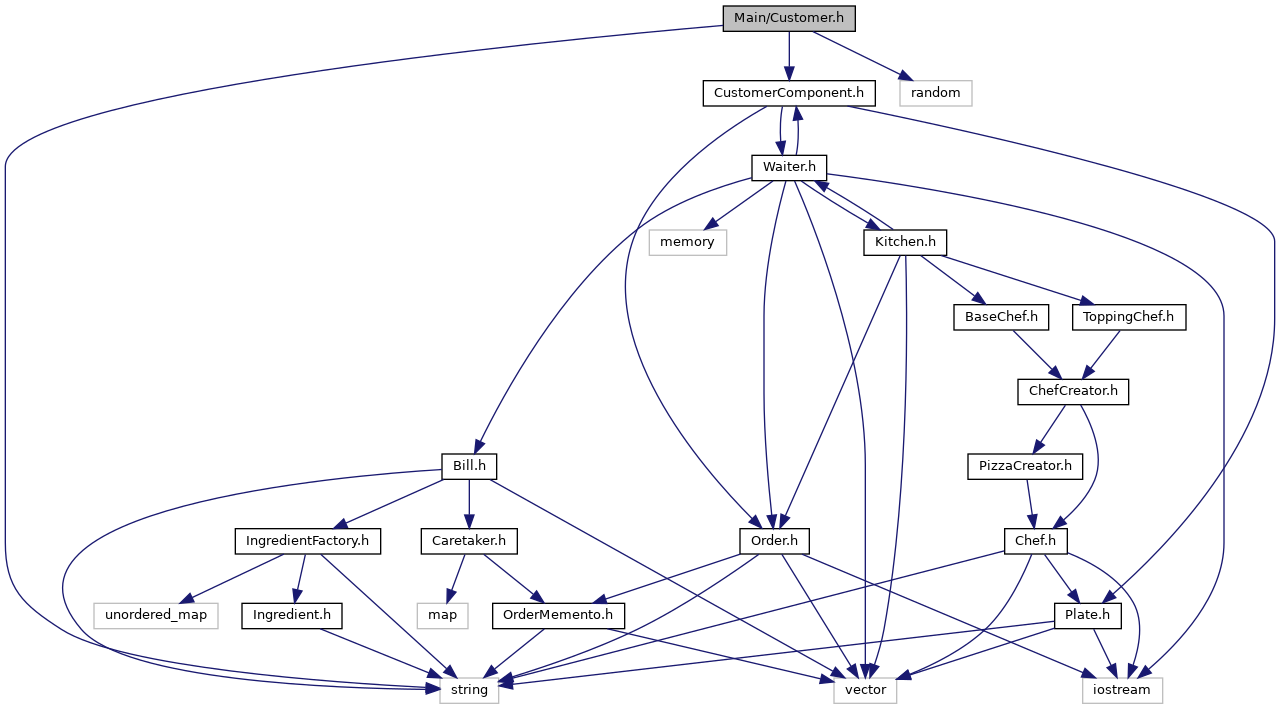 Main/Customer.h
CustomerComponent.h
random
Waiter.h
memory
Kitchen.h
BaseChef.h
ToppingChef.h
ChefCreator.h
Bill.h
PizzaCreator.h
IngredientFactory.h
Caretaker.h
Order.h
Chef.h
unordered_map
Ingredient.h
map
OrderMemento.h
Plate.h
string
vector
iostream